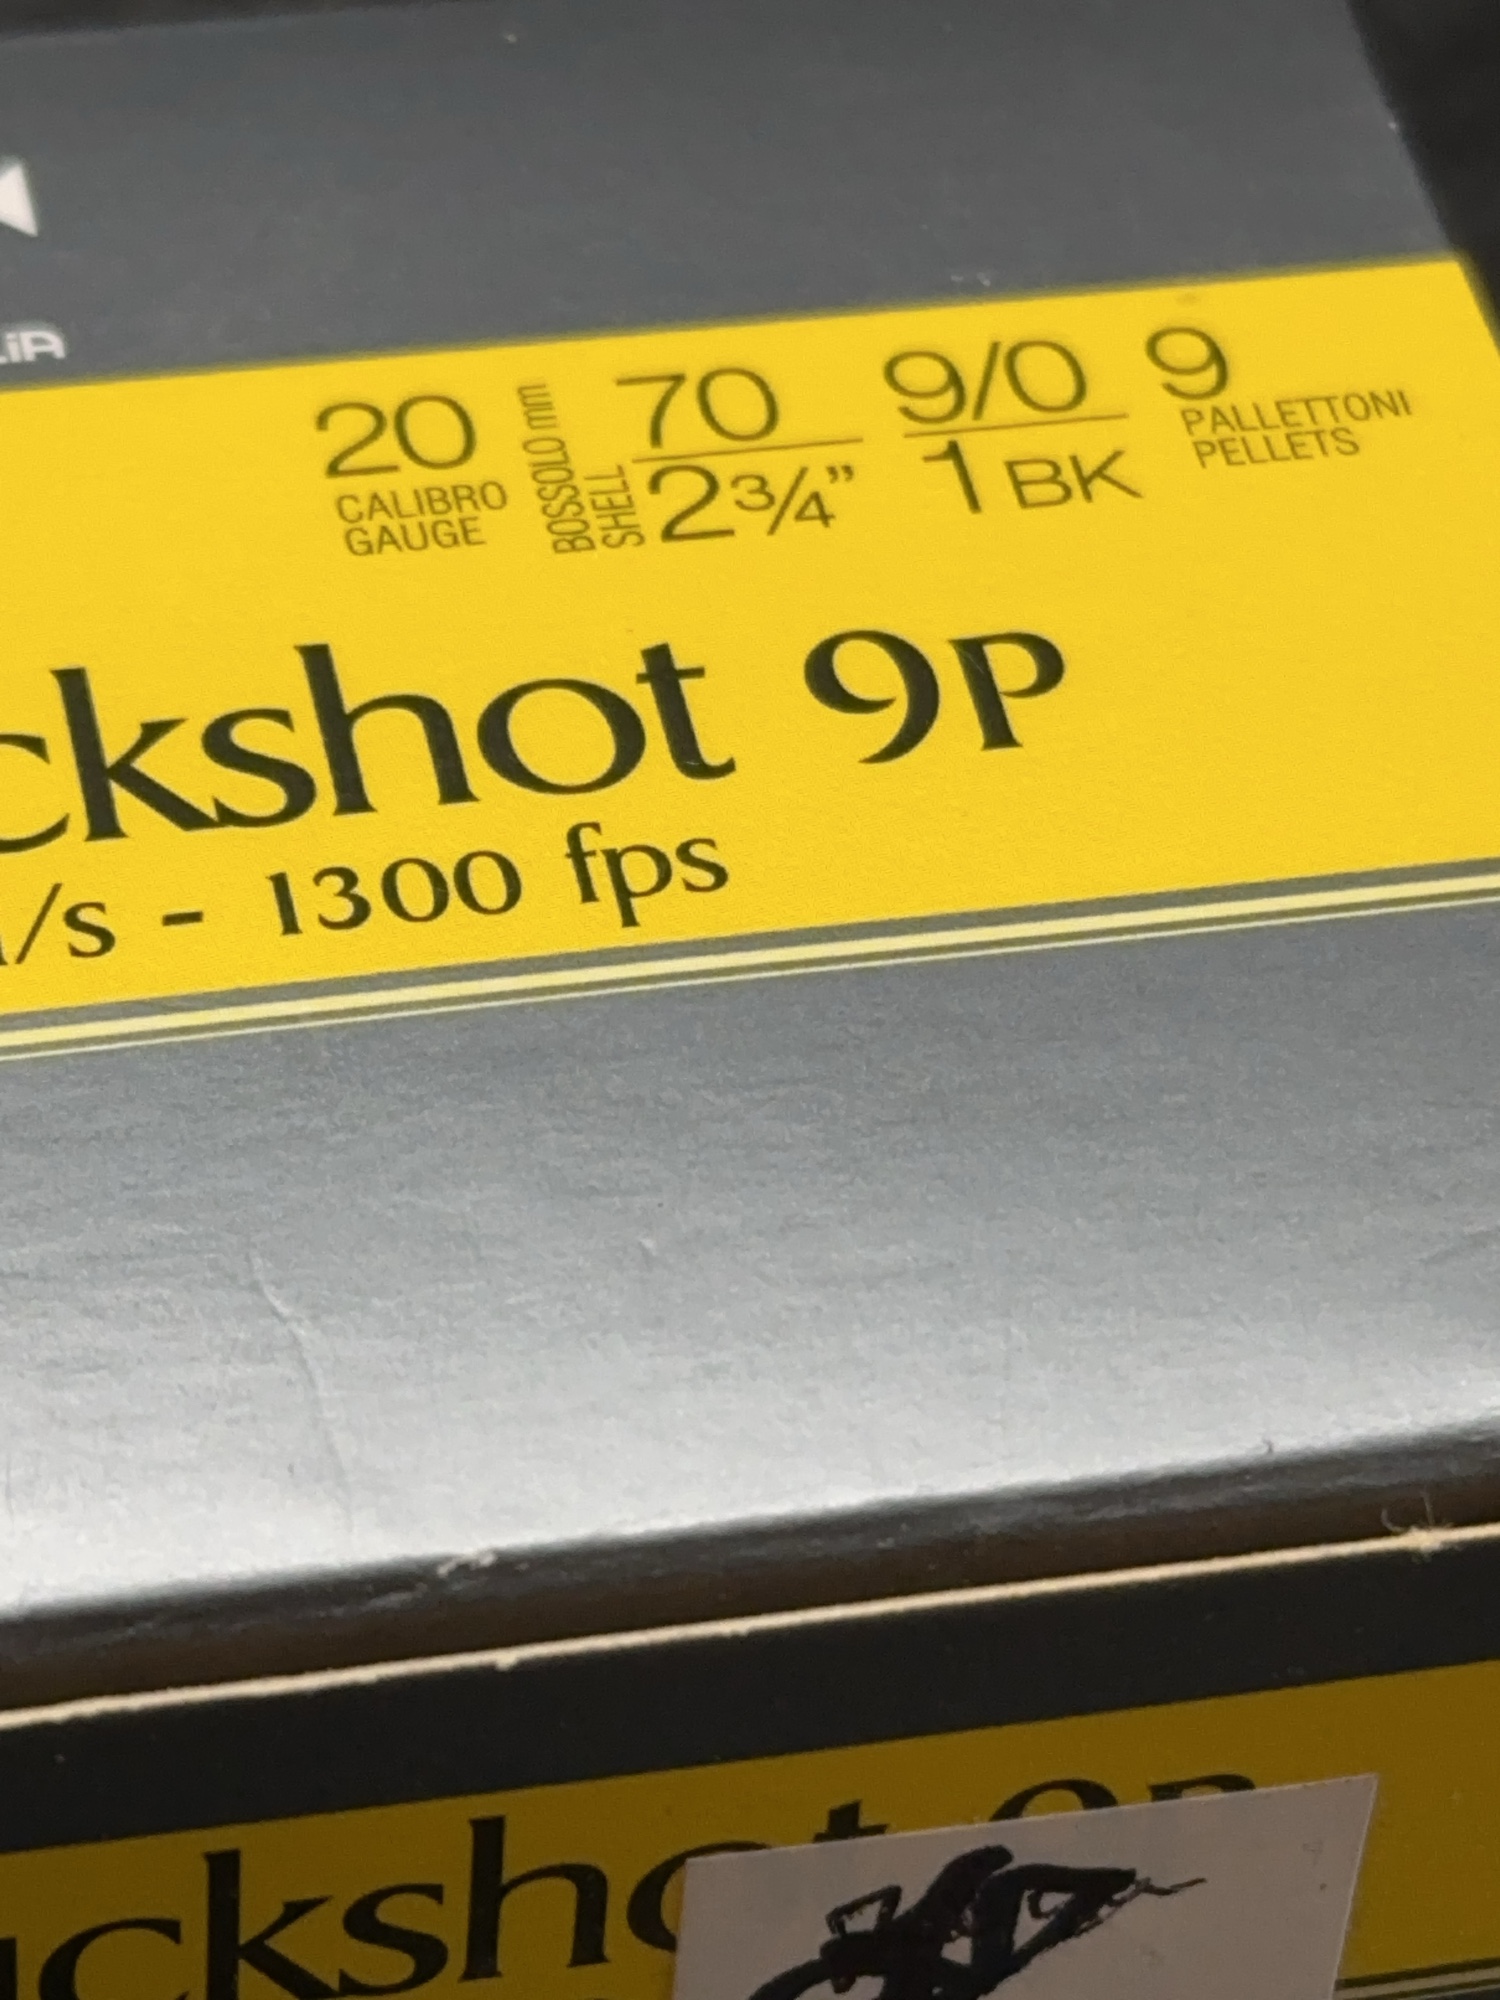 20
CALIBRO
GAUGE
BOSSOLO mm
SHELL
70
2¾”
9/0
1 BK
9
PALLETTONI
PELLETS
ckshot 9P
/s - 1300 fps
cksho